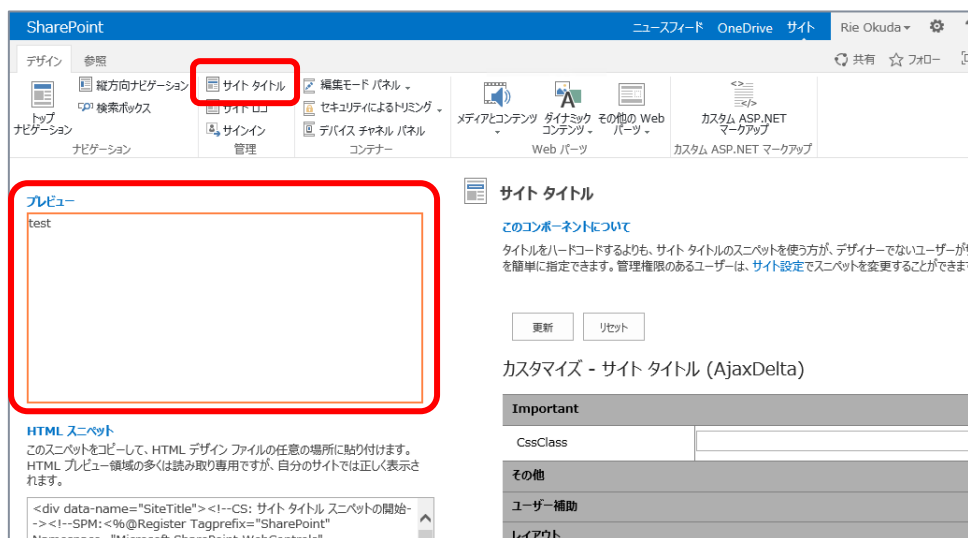 SharePoint
ニュースフィード OneDrive サイト Rie Okuda
デザイン 参照
共有 フォロー
トップ
ナビゲーション
縦方向ナビゲーション
検索ボックス
ナビゲーション
サイト タイトル
サイト ロゴ
サインイン
管理
編集モード パネル
セキュリティによるトリミング
デバイス チャネル パネル
コンテナー
メディアとコンテンツ
ダイナミック
コンテンツ
その他の Web
パーツ
Web パーツ
カスタム ASP.NET
マークアップ
カスタム ASP.NET マークアップ
プレビュー
test
HTML スニペット
このスニペットをコピーして、HTML デザイン ファイルの任意の場所に貼り付けます。
HTML プレビュー領域の多くは読み取り専用ですが、自分のサイトでは正しく表示さ
れます。
<div data-name="SiteTitle"><!--CS: サイト タイトル スニペットの開始-
-><!--SPM:<%@Register Tagprefix="SharePoint"
Namespace="Microsoft.SharePoint.WebControls"
サイト タイトル
このコンポーネントについて
タイトルをハードコードするよりも、サイト タイトルのスニペットを使う方が、デザイナーでないユーザーが
を簡単に指定できます。管理権限のあるユーザーは、サイト設定でスニペットを変更することができま
更新 リセット
カスタマイズ - サイト タイトル (AjaxDelta)
Important
CssClass
その他
ユーザー補助
レイアウト